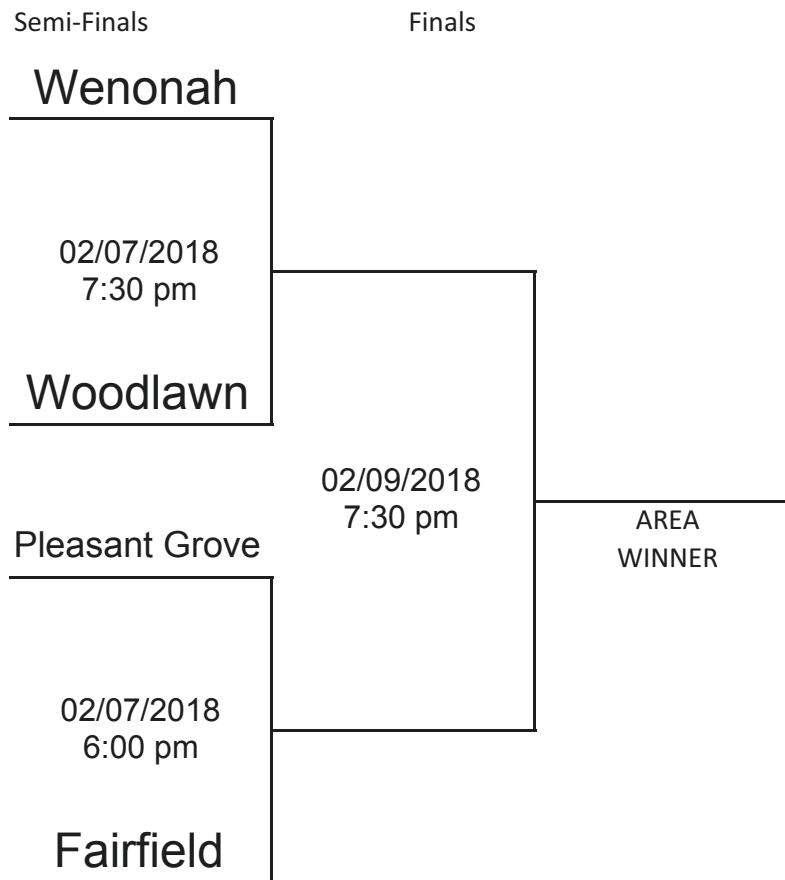 Semi-Finals
Finals
Wenonah
02/07/2018
7:30 pm
Woodlawn
02/09/2018
7:30 pm
AREA
WINNER
Pleasant Grove
02/07/2018
6:00 pm
Fairfield